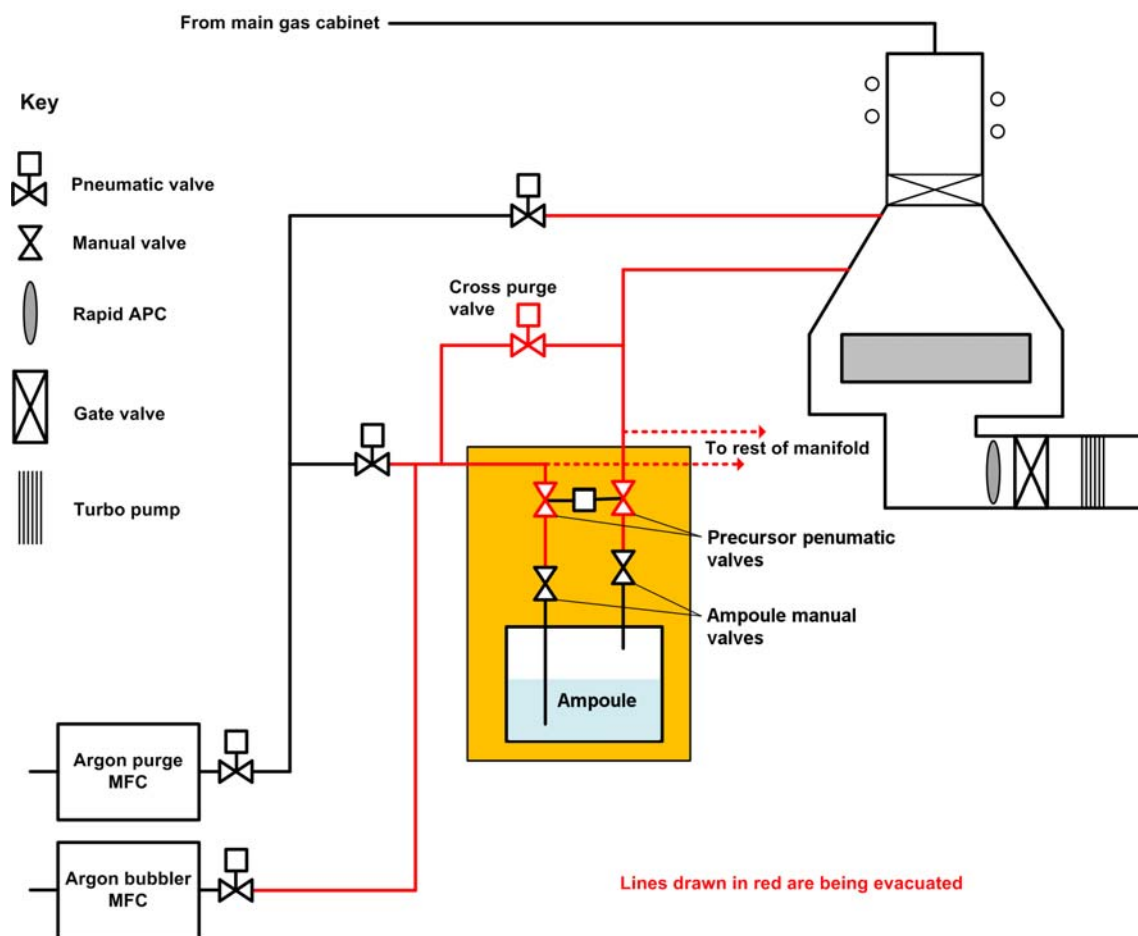 From main gas cabinet
Key
Pneumatic valve
Manual valve
Rapid APC
Gate valve
Turbo pump
Cross purge
valve
To rest of manifold
Precursor penumatic
valves
Ampoule manual
valves
Ampoule
Argon purge
MFC
Argon bubbler
MFC
Lines drawn in red are being evacuated